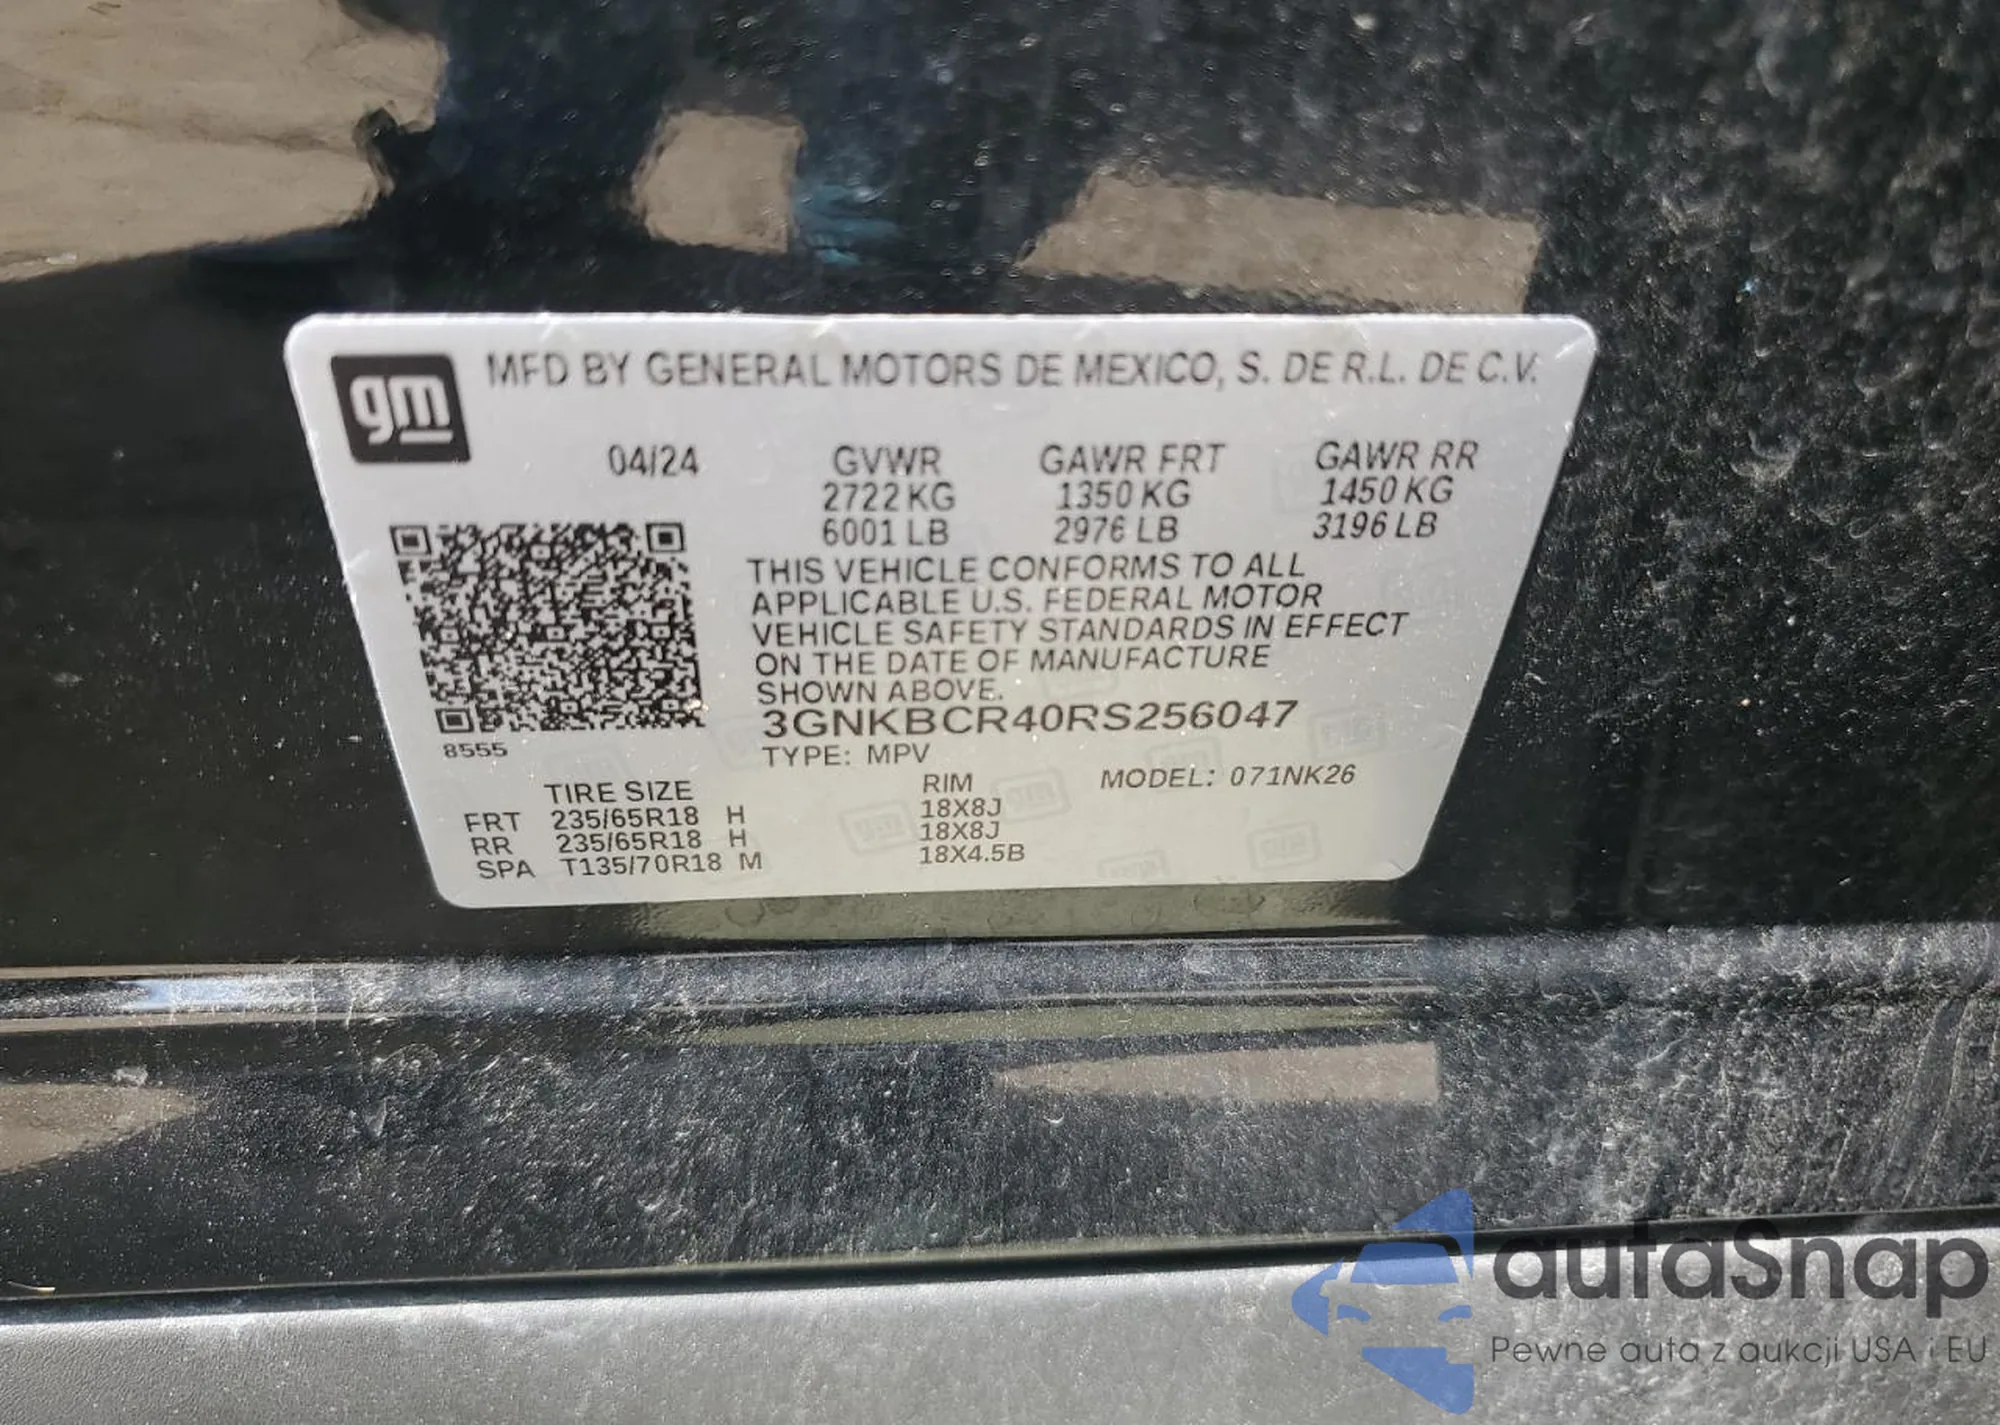 gm
MFD BY GENERAL MOTORS DE MEXICO, S. DE R.L. DE C.V.
04/24 GVWR GAWR FRT GAWR RR
2722 KG 1350 KG 1450 KG
6001 LB 2976 LB 3196 LB
THIS VEHICLE CONFORMS TO ALL
APPLICABLE U.S. FEDERAL MOTOR
VEHICLE SAFETY STANDARDS IN EFFECT
ON THE DATE OF MANUFACTURE
SHOWN ABOVE.
3GNKBCR40RS256047
8555
TYPE: MPV
TIRE SIZE RIM MODEL: 071NK26
FRT 235/65R18 H 18X8J
RR 235/65R18 H 18X8J
SPA T135/70R18 M 18X4.5B
autaSnap
Pewne auta z aukcji USA i EU